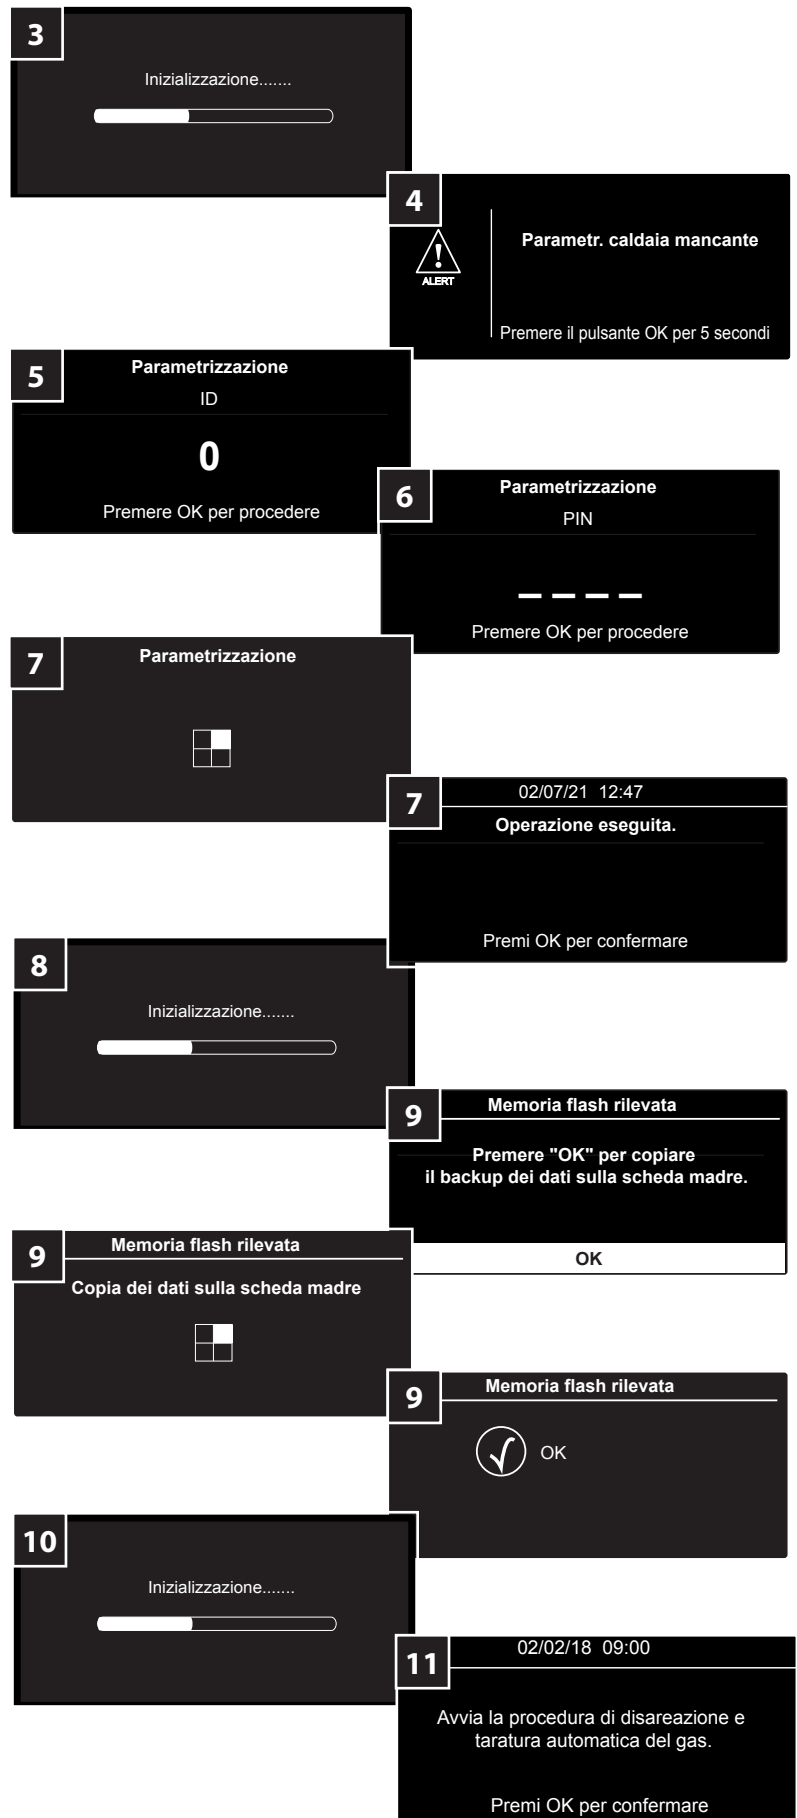 3
Inizializzazione.......
4
ALERT
Parametr. caldaia mancante
Premere il pulsante OK per 5 secondi
5
Parametrizzazione
ID
0
Premere OK per procedere
6
Parametrizzazione
PIN
_ _ _ _
Premere OK per procedere
7
Parametrizzazione
7
02/07/21 12:47
Operazione eseguita.
Premi OK per confermare
8
Inizializzazione.......
9
Memoria flash rilevata
Premere "OK" per copiare
il backup dei dati sulla scheda madre.
OK
9
Memoria flash rilevata
Copia dei dati sulla scheda madre
9
Memoria flash rilevata
OK
10
Inizializzazione.......
11
02/02/18 09:00
Avvia la procedura di disareazione e
taratura automatica del gas.
Premi OK per confermare